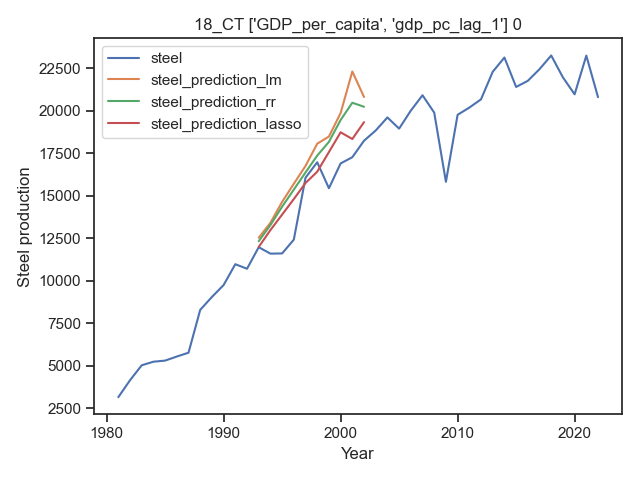 18_CT ['GDP_per_capita', 'gdp_pc_lag_1'] 0
steel
steel_prediction_lm
steel_prediction_rr
steel_prediction_lasso
Steel production
22500
20000
17500
15000
12500
10000
7500
5000
2500
1980
1990
2000
2010
2020
Year